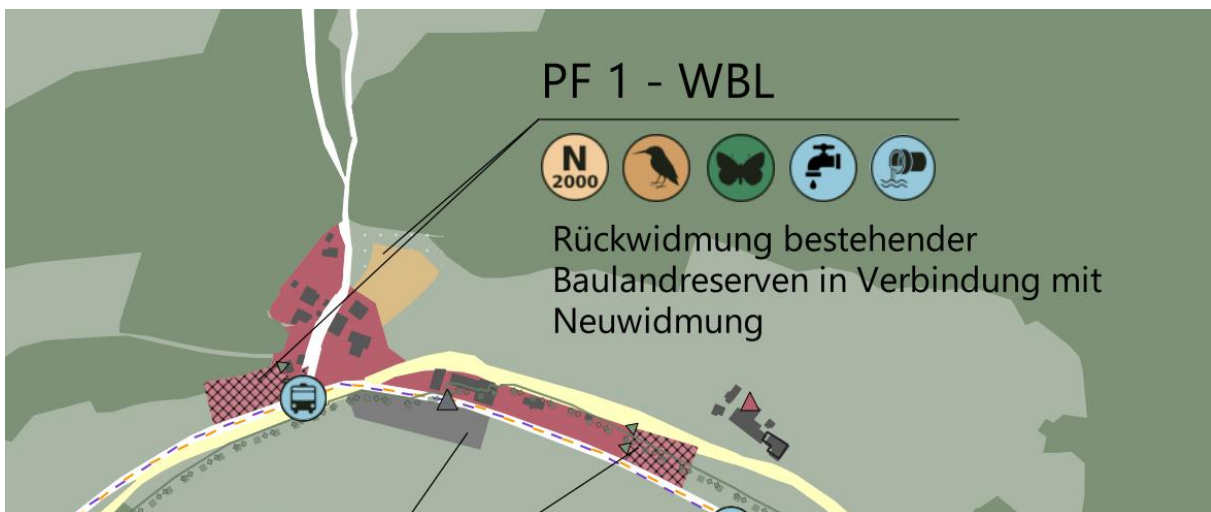 PF 1 - WBL
N
2000
Rückwidmung bestehender
Baulandreserven in Verbindung mit
Neuwidmung